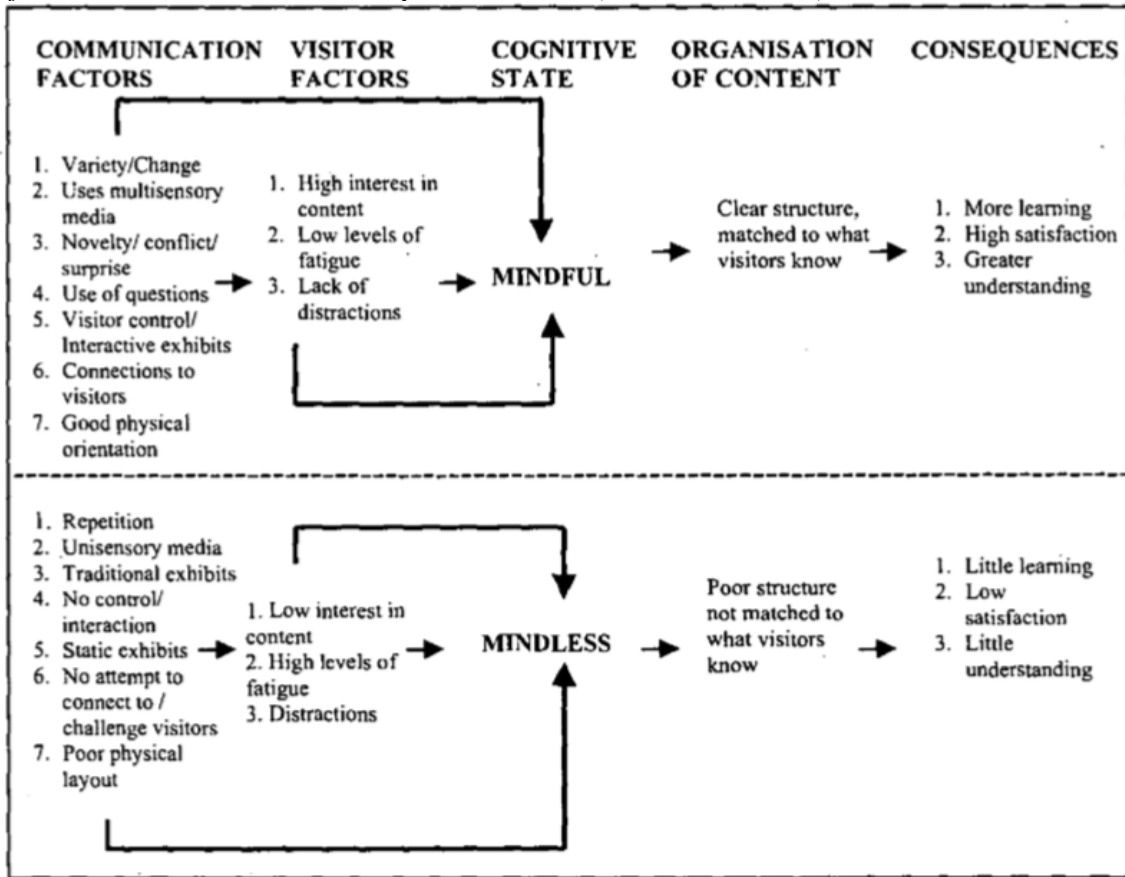 COMMUNICATION FACTORS
VISITOR FACTORS
COGNITIVE STATE
ORGANISATION OF CONTENT
CONSEQUENCES
1. Variety/Change
2. Uses multisensory
media
3. Novelty/ conflict/
surprise
4. Use of questions
5. Visitor control/
Interactive exhibits
6. Connections to
visitors
7. Good physical
orientation
1. High interest in
content
2. Low levels of
fatigue
3. Lack of
distractions
MINDFUL
Clear structure,
matched to what
visitors know
1. More learning
2. High satisfaction
3. Greater
understanding
1. Repetition
2. Unisensory media
3. Traditional exhibits
4. No control/
interaction
5. Static exhibits
6. No attempt to
connect to /
challenge visitors
7. Poor physical
layout
1. Low interest in
content
2. High levels of
fatigue
3. Distractions
MINDLESS
Poor structure
not matched to
what visitors
know
1. Little learning
2. Low
satisfaction
3. Little
understanding